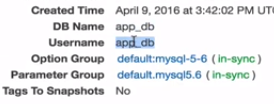 Created Time April 9, 2016 at 3:42:02 PM UT
DB Name app_db
Username app_db
Option Group default:mysql-5-6 ( in-sync )
Parameter Group default.mysql5.6 ( in-sync )
Tags To Snapshots No